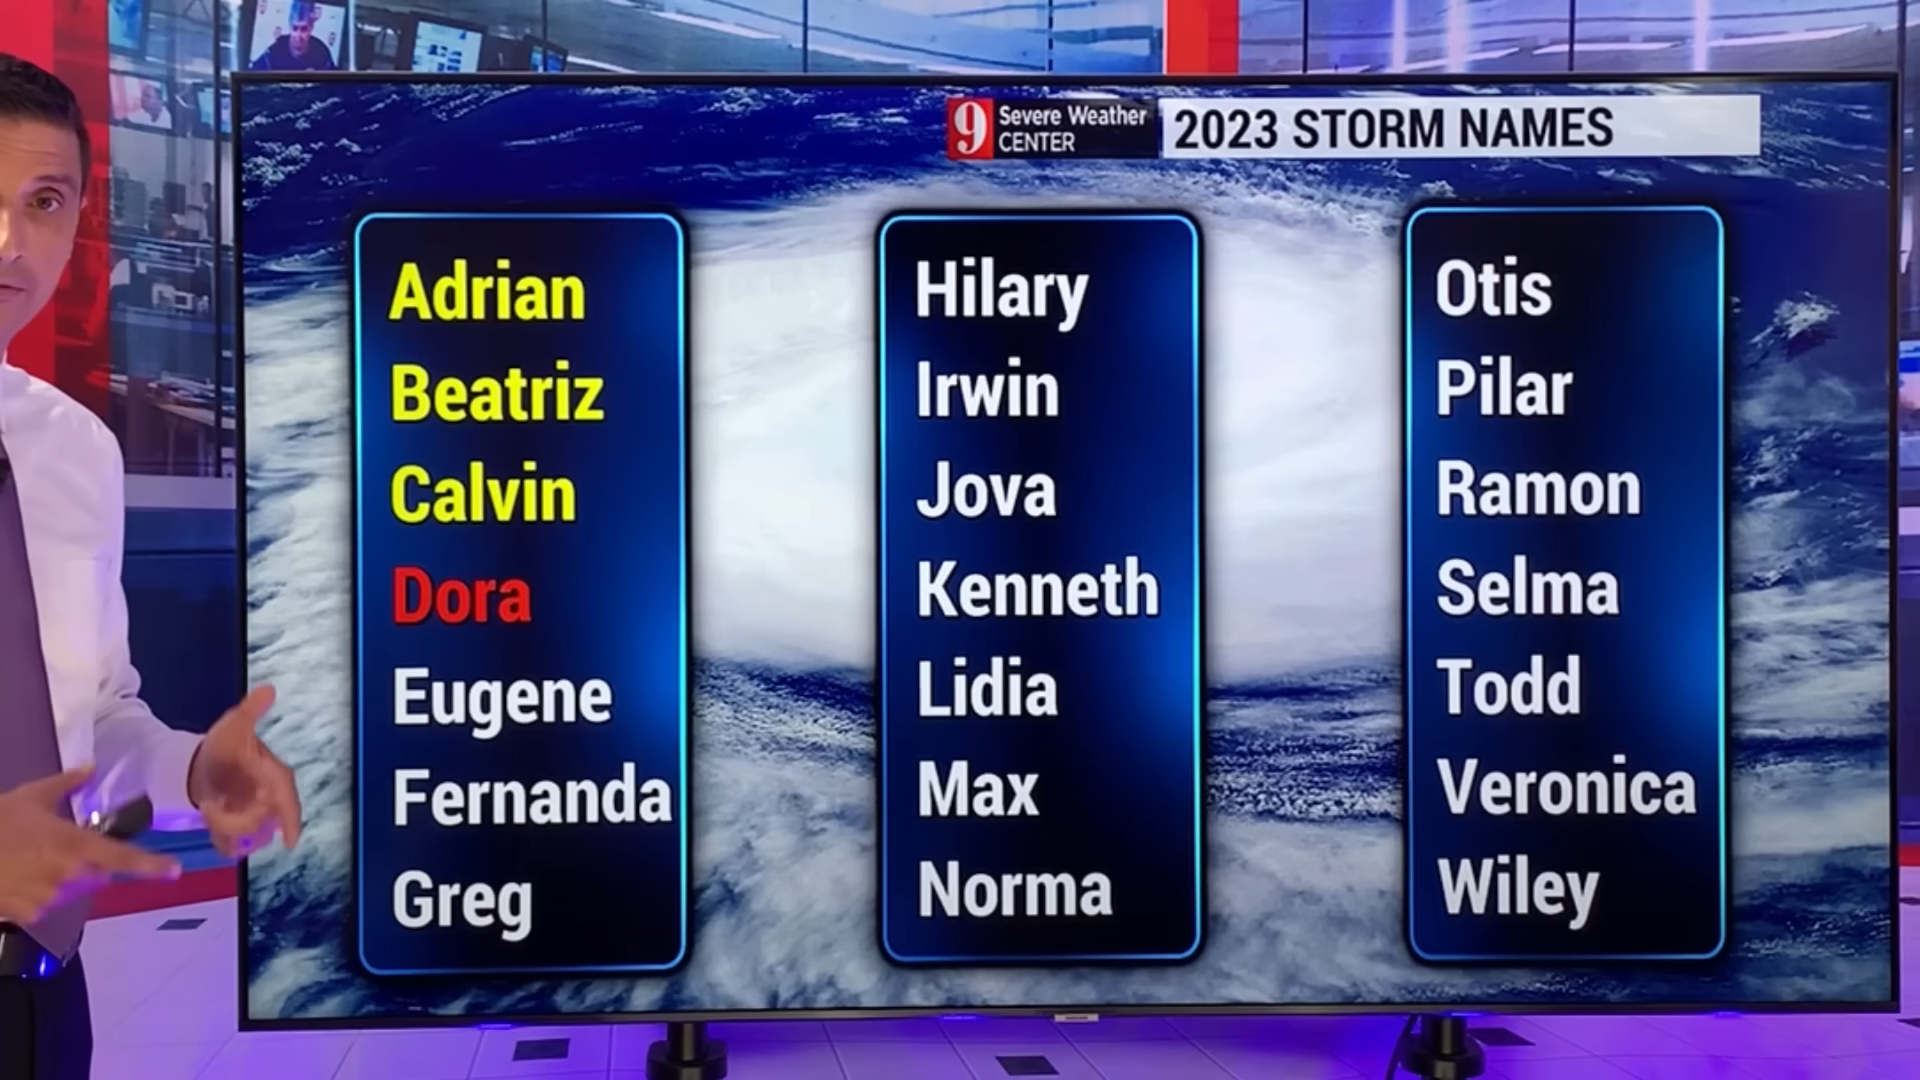 9 Severe Weather
CENTER
2023 STORM NAMES
Adrian
Beatriz
Calvin
Dora
Eugene
Fernanda
Greg
Hilary
Irwin
Jova
Kenneth
Lidia
Max
Norma
Otis
Pilar
Ramon
Selma
Todd
Veronica
Wiley